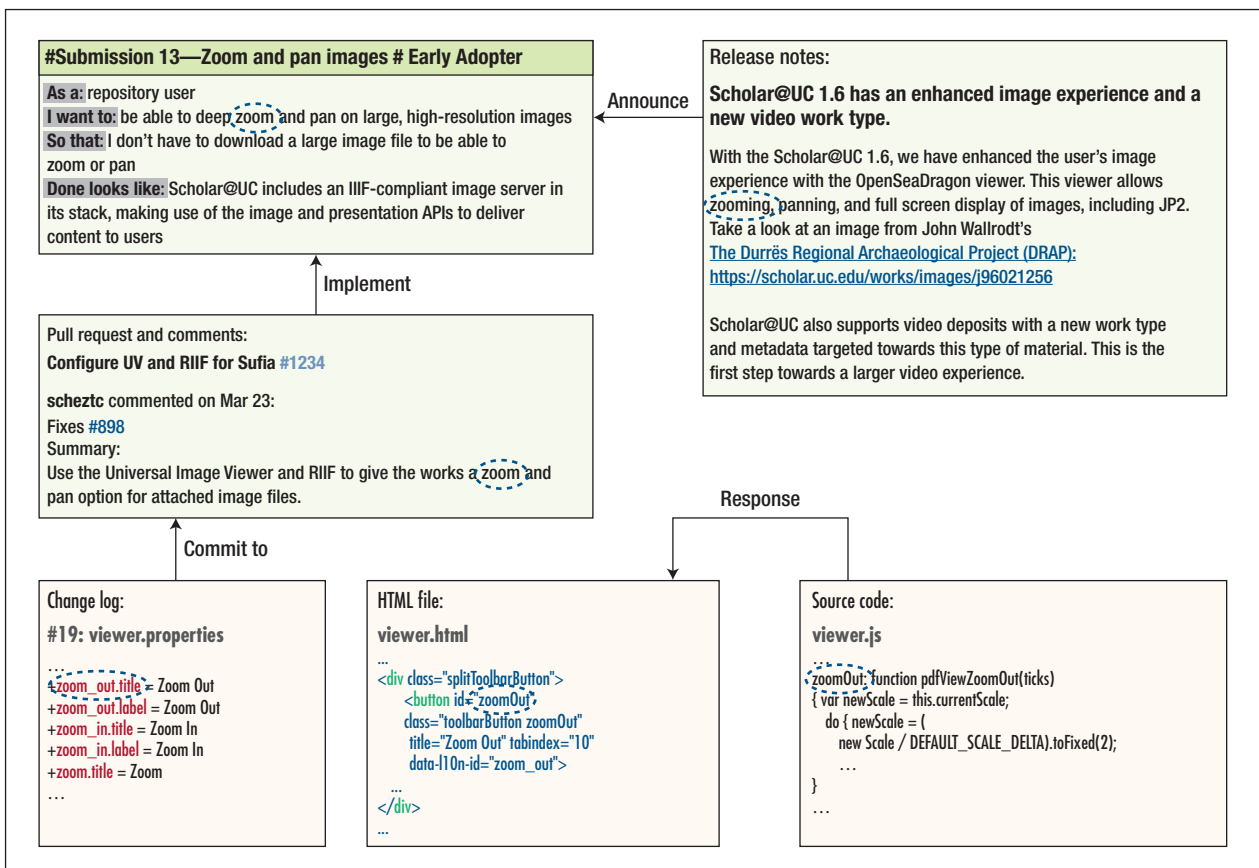 #Submission 13—Zoom and pan images # Early Adopter
As a: repository user
I want to: be able to deep zoom and pan on large, high-resolution images
So that: I don't have to download a large image file to be able to
zoom or pan
Done looks like: Scholar@UC includes an IIIF-compliant image server in
its stack, making use of the image and presentation APIs to deliver
content to users
Announce
Release notes:
Scholar@UC 1.6 has an enhanced image experience and a
new video work type.
With the Scholar@UC 1.6, we have enhanced the user's image
experience with the OpenSeaDragon viewer. This viewer allows
zooming, panning, and full screen display of images, including JP2.
Take a look at an image from John Wallrodt's
The Durrës Regional Archaeological Project (DRAP):
https://scholar.uc.edu/works/images/j96021256
Scholar@UC also supports video deposits with a new work type
and metadata targeted towards this type of material. This is the
first step towards a larger video experience.
Implement
Pull request and comments:
Configure UV and RIIF for Sufia #1234
scheztc commented on Mar 23:
Fixes #898
Summary:
Use the Universal Image Viewer and RIIF to give the works a zoom and
pan option for attached image files.
Commit to
Response
Change log:
#19: viewer.properties
...
+zoom_out.title = Zoom Out
+zoom_out.label = Zoom Out
+zoom_in.title = Zoom In
+zoom_in.label = Zoom In
+zoom.title = Zoom
...
HTML file:
viewer.html
...
<div class="splitToolbarButton">
<button id="zoomOut"
class="toolbarButton zoomOut"
title="Zoom Out" tabindex="10"
data-l10n-id="zoom_out">
...
</div>
...
Source code:
viewer.js
...
zoomOut: function pdfViewZoomOut(ticks)
{ var newScale = this.currentScale;
do { newScale = (
new Scale / DEFAULT_SCALE_DELTA).toFixed(2);
...
}
...